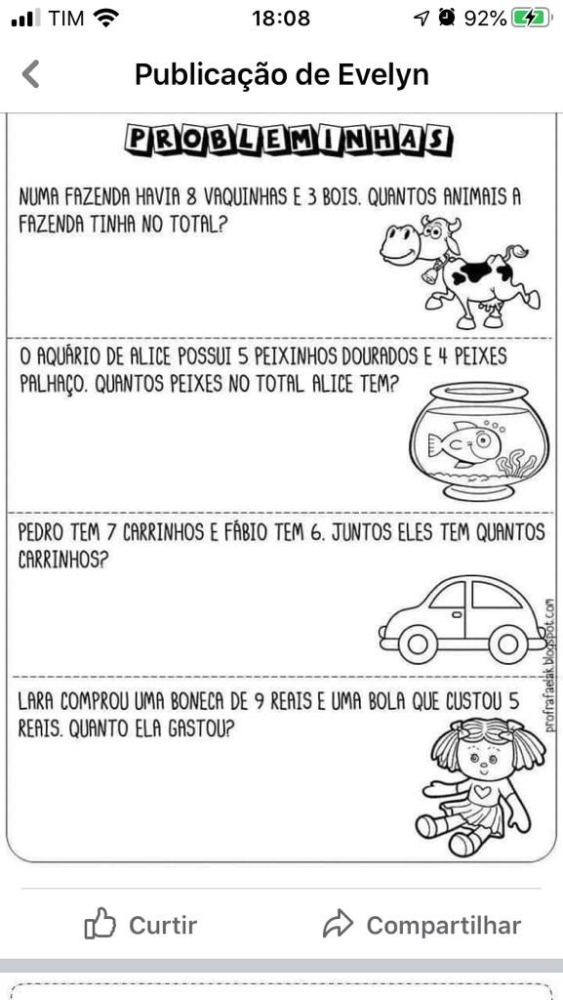 TIM
18:08
92%
Publicação de Evelyn
PROBLEMINHAS
NUMA FAZENDA HAVIA 8 VAQUINHAS E 3 BOIS. QUANTOS ANIMAIS A
FAZENDA TINHA NO TOTAL?
O AQUÁRIO DE ALICE POSSUI 5 PEIXINHOS DOURADOS E 4 PEIXES
PALHAÇO. QUANTOS PEIXES NO TOTAL ALICE TEM?
PEDRO TEM 7 CARRINHOS E FÁBIO TEM 6. JUNTOS ELES TEM QUANTOS
CARRINHOS?
LARA COMPROU UMA BONECA DE 9 REAIS E UMA BOLA QUE CUSTOU 5
REAIS. QUANTO ELA GASTOU?
profrafaelak.blogspot.com
Curtir
Compartilhar